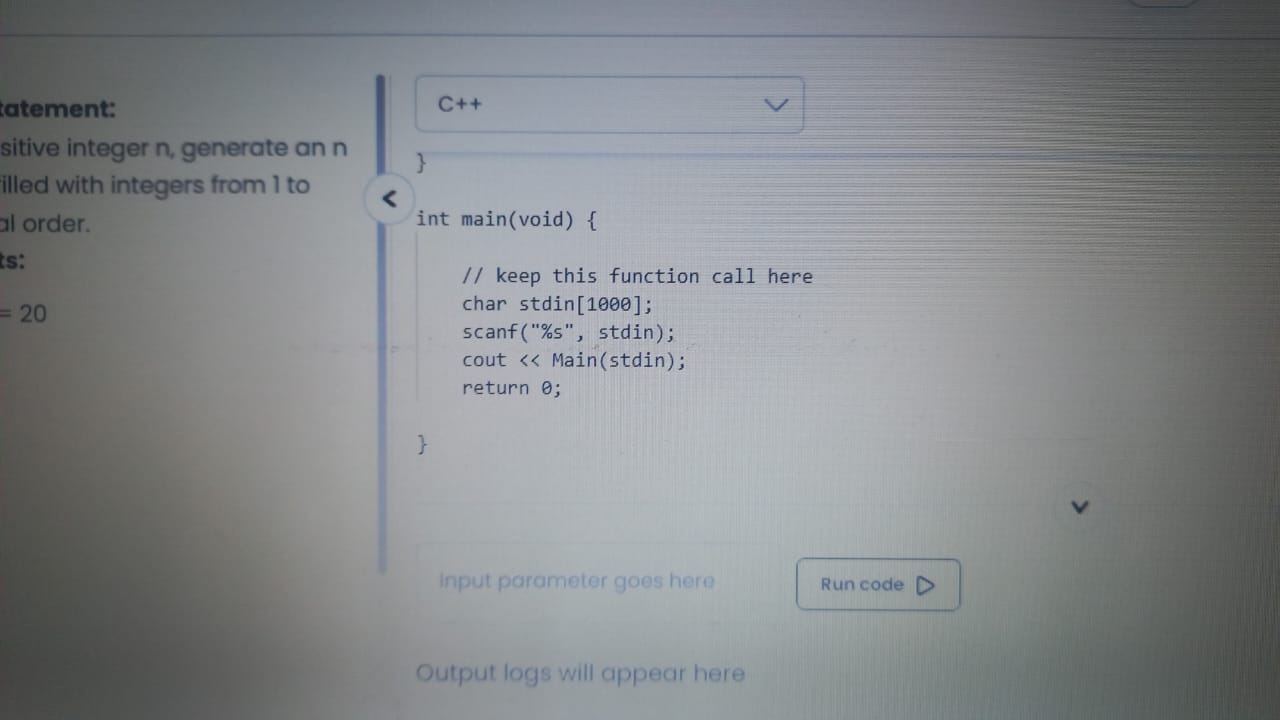 tatement:
sitive integer n, generate an n
illed with integers from 1 to
al order.
ts:
= 20
C++
}
int main(void) {
// keep this function call here
char stdin[1000];
scanf("%s", stdin);
cout << Main(stdin);
return 0;
}
Input parameter goes here
Run code
Output logs will appear here